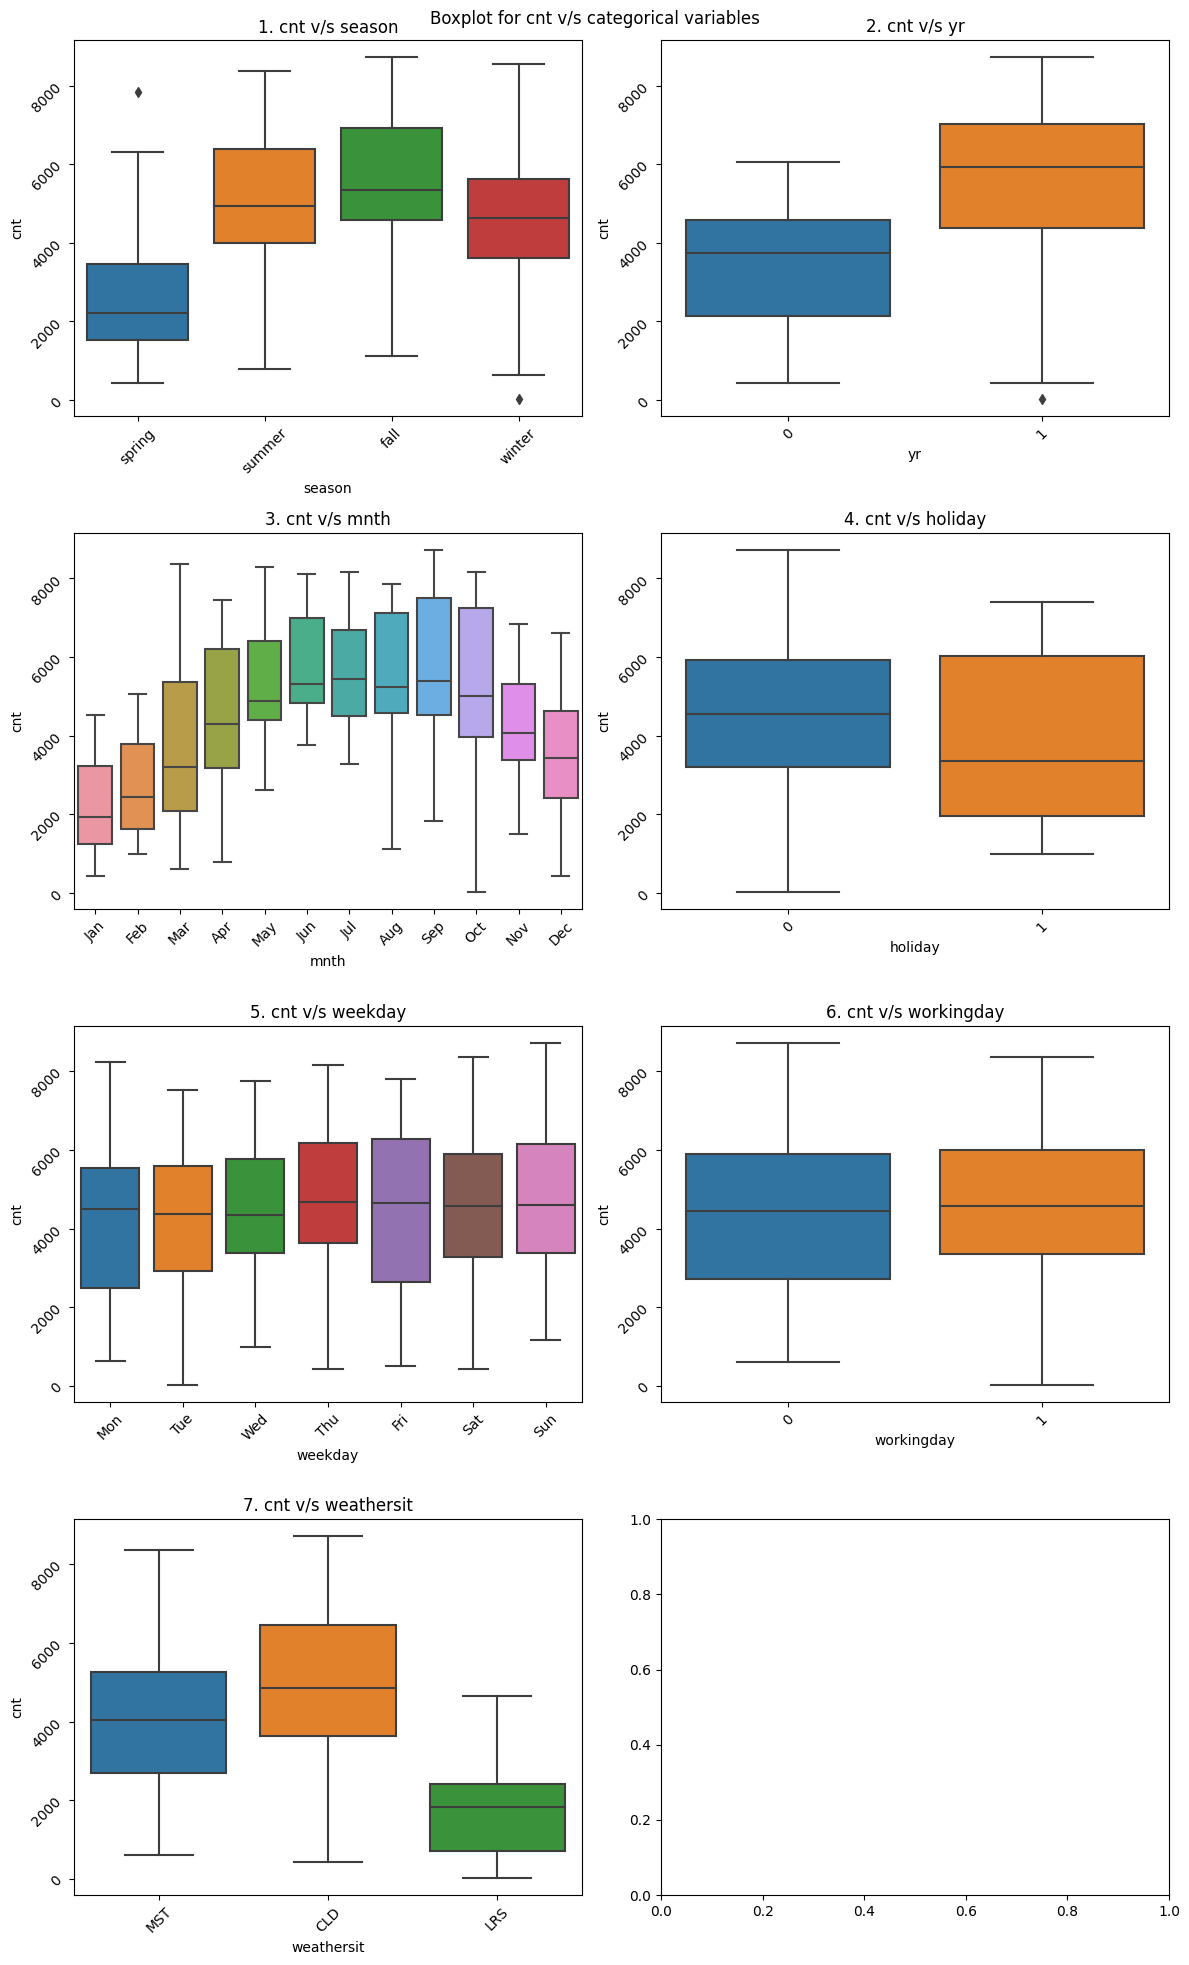 Boxplot for cnt v/s categorical variables
1. cnt v/s season
8000
6000
4000
2000
0
cnt
spring summer fall winter
season
2. cnt v/s yr
8000
6000
4000
2000
0
cnt
0 1
yr
3. cnt v/s mnth
8000
6000
4000
2000
0
cnt
Jan Feb Mar Apr May Jun Jul Aug Sep Oct Nov Dec
mnth
4. cnt v/s holiday
8000
6000
4000
2000
0
cnt
0 1
holiday
5. cnt v/s weekday
8000
6000
4000
2000
0
cnt
Mon Tue Wed Thu Fri Sat Sun
weekday
6. cnt v/s workingday
8000
6000
4000
2000
0
cnt
0 1
workingday
7. cnt v/s weathersit
8000
6000
4000
2000
0
cnt
MST CLD LRS
weathersit
1.0
0.8
0.6
0.4
0.2
0.0
0.0 0.2 0.4 0.6 0.8 1.0